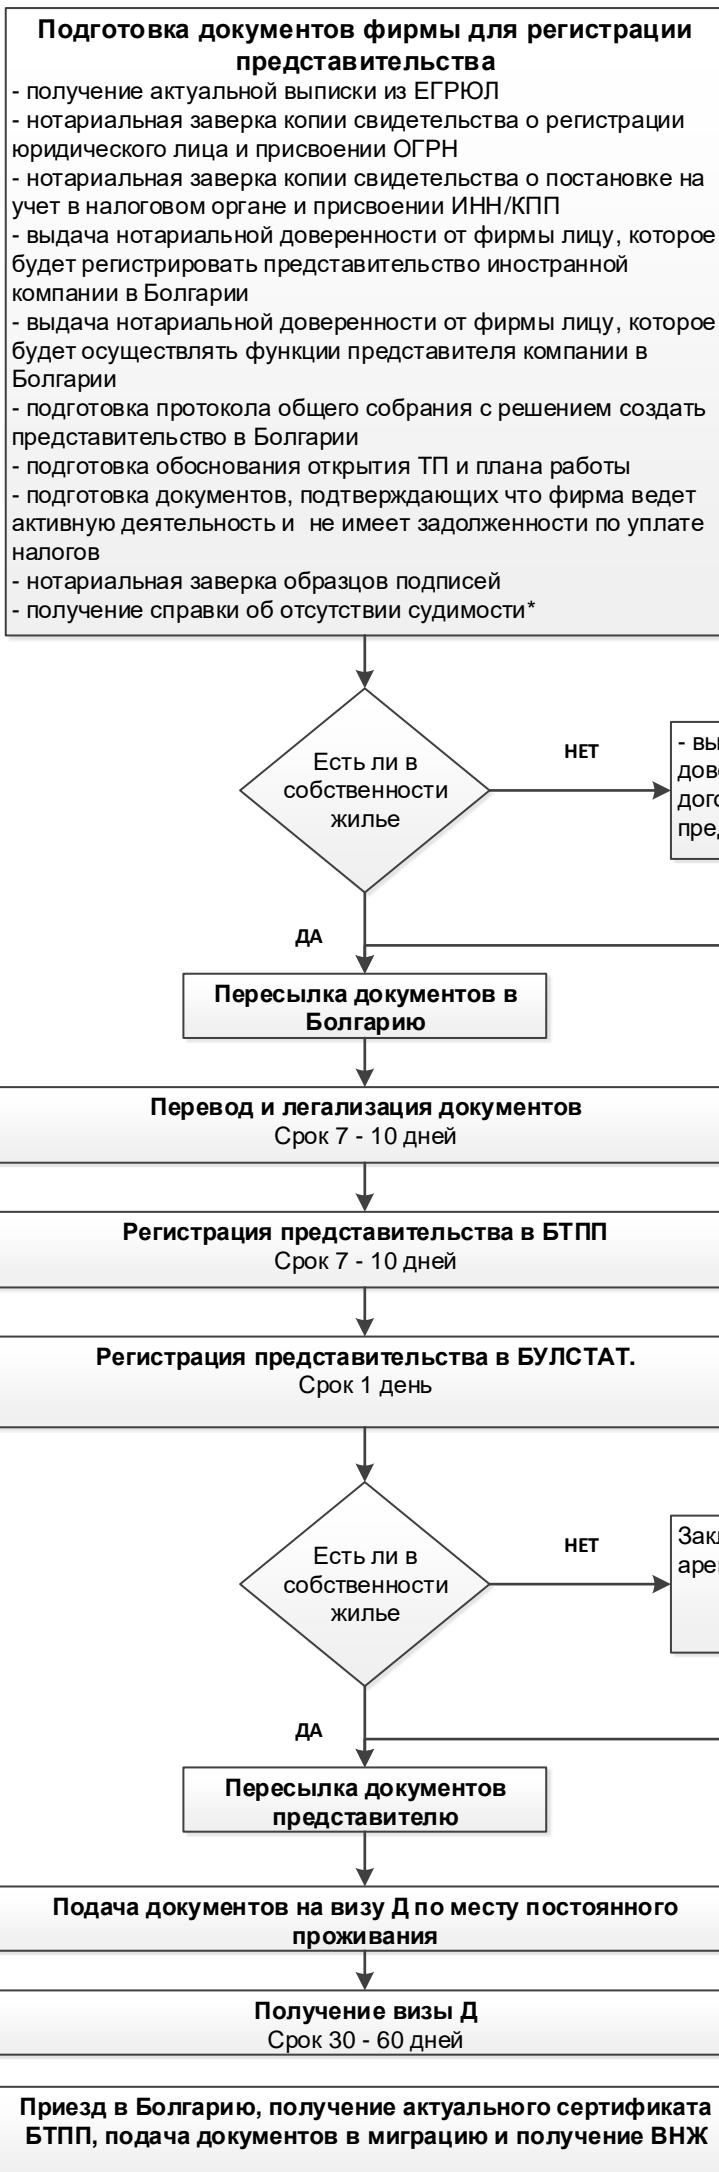 Подготовка документов фирмы для регистрации
представительства
- получение актуальной выписки из ЕГРЮЛ
- нотариальная заверка копии свидетельства о регистрации
юридического лица и присвоении ОГРН
- нотариальная заверка копии свидетельства о постановке на
учет в налоговом органе и присвоении ИНН/КПП
- выдача нотариальной доверенности от фирмы лицу, которое
будет регистрировать представительство иностранной
компании в Болгарии
- выдача нотариальной доверенности от фирмы лицу, которое
будет осуществлять функции представителя компании в
Болгарии
- подготовка протокола общего собрания с решением создать
представительство в Болгарии
- подготовка обоснования открытия ТП и плана работы
- подготовка документов, подтверждающих что фирма ведет
активную деятельность и не имеет задолженности по уплате
налогов
- нотариальная заверка образцов подписей
- получение справки об отсутствии судимости*
Есть ли в
собственности
жилье
НЕТ
ДА
Пересылка документов в
Болгарию
Перевод и легализация документов
Срок 7 - 10 дней
Регистрация представительства в БТПП
Срок 7 - 10 дней
Регистрация представительства в БУЛСТАТ.
Срок 1 день
Есть ли в
собственности
жилье
НЕТ
ДА
Пересылка документов
представителю
Подача документов на визу Д по месту постоянного
проживания
Получение визы Д
Срок 30 - 60 дней
Приезд в Болгарию, получение актуального сертификата
БТПП, подача документов в миграцию и получение ВНЖ